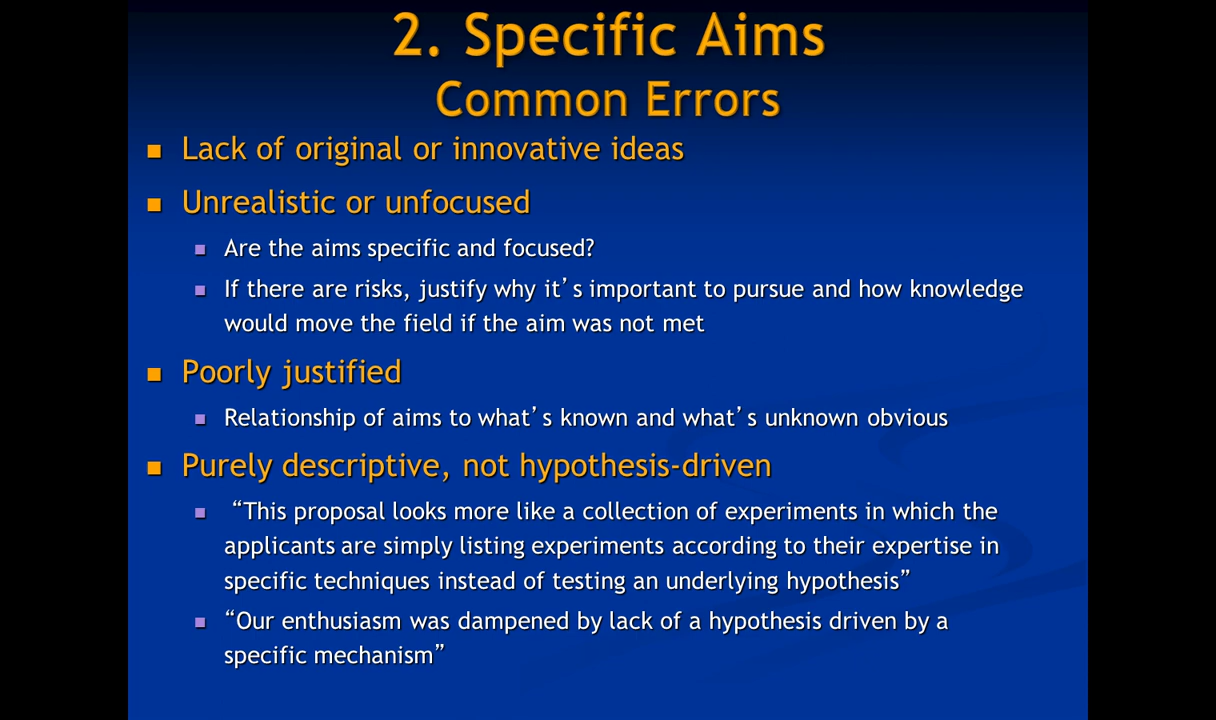 2. Specific Aims
Common Errors
Lack of original or innovative ideas
Unrealistic or unfocused
Are the aims specific and focused?
If there are risks, justify why it’s important to pursue and how knowledge
would move the field if the aim was not met
Poorly justified
Relationship of aims to what’s known and what’s unknown obvious
Purely descriptive, not hypothesis-driven
“This proposal looks more like a collection of experiments in which the
applicants are simply listing experiments according to their expertise in
specific techniques instead of testing an underlying hypothesis”
“Our enthusiasm was dampened by lack of a hypothesis driven by a
specific mechanism”